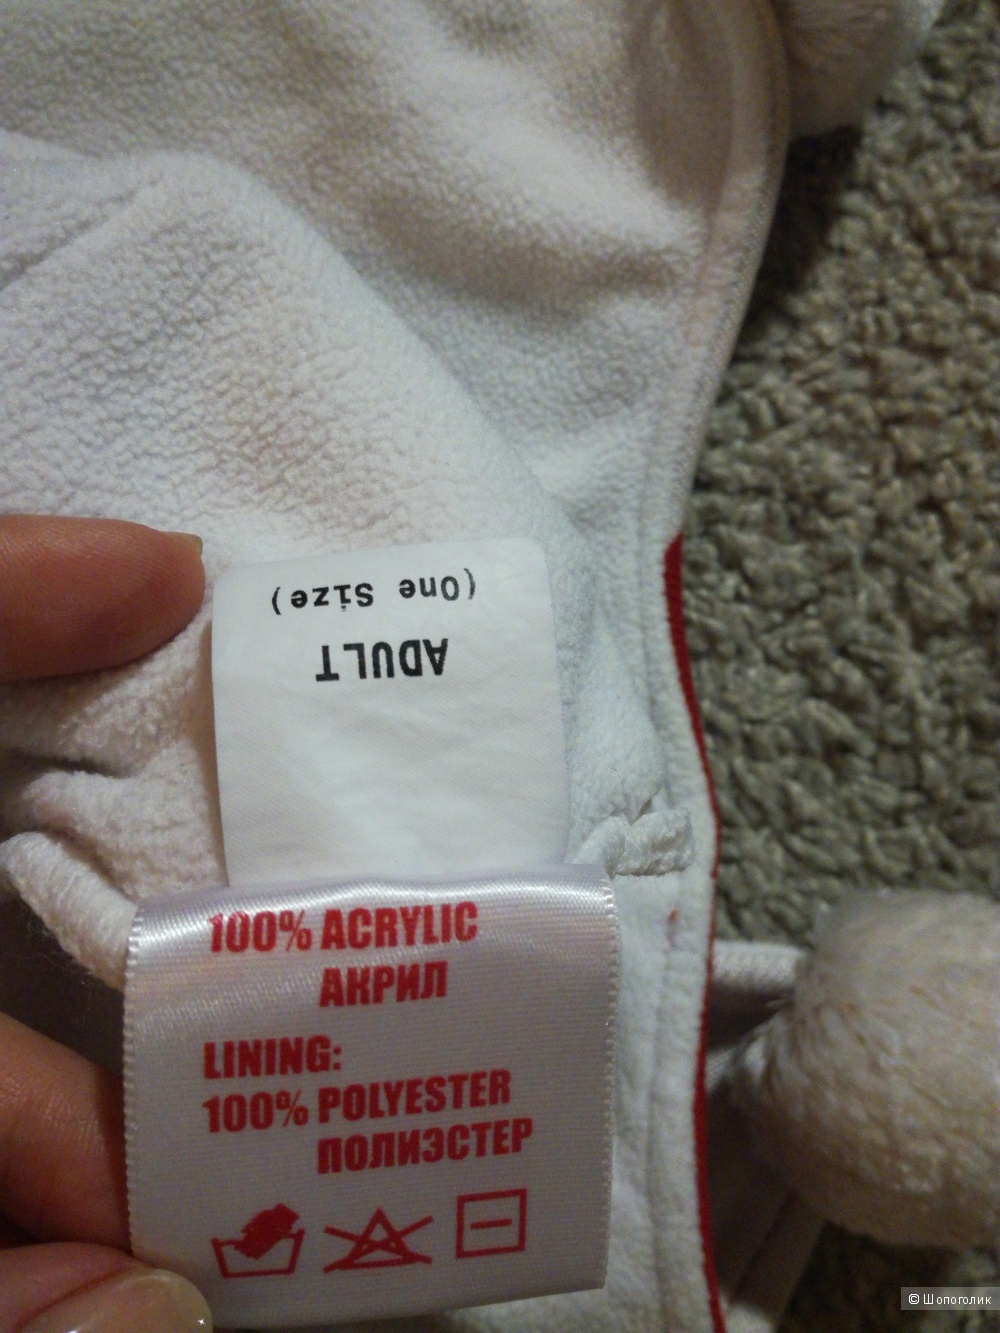 ADULT
(One Size)
100% ACRYLIC
АКРИЛ
LINING:
100% POLYESTER
ПОЛИЭСТЕР
© Шопоголик